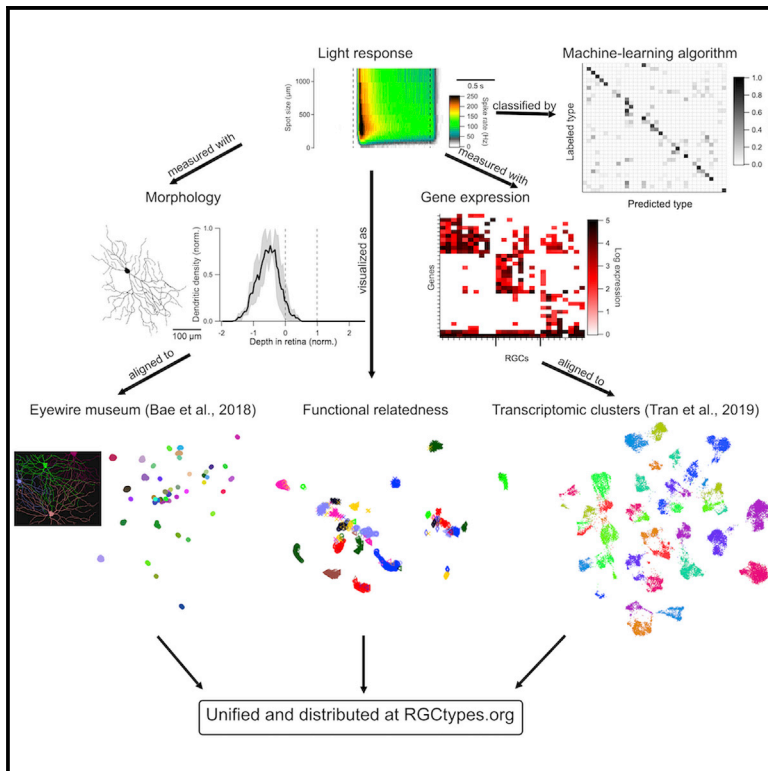 Light response
Machine-learning algorithm
Spot size (µm)
1000
500
0
0.5 s
250
200
150
100
50
0
Spike rate (Hz)
classified by
Labeled type
Predicted type
1.0
0.8
0.6
0.4
0.2
0.0
measured with
measured with
visualized as
Morphology
100 µm
Dendritic density (norm.)
1.0
0.5
0.0
-2
-1
0
1
2
Depth in retina (norm.)
Gene expression
Genes
RGCs
5
4
3
2
1
0
Log expression
aligned to
aligned to
Eyewire museum (Bae et al., 2018)
Functional relatedness
Transcriptomic clusters (Tran et al., 2019)
Unified and distributed at RGCtypes.org